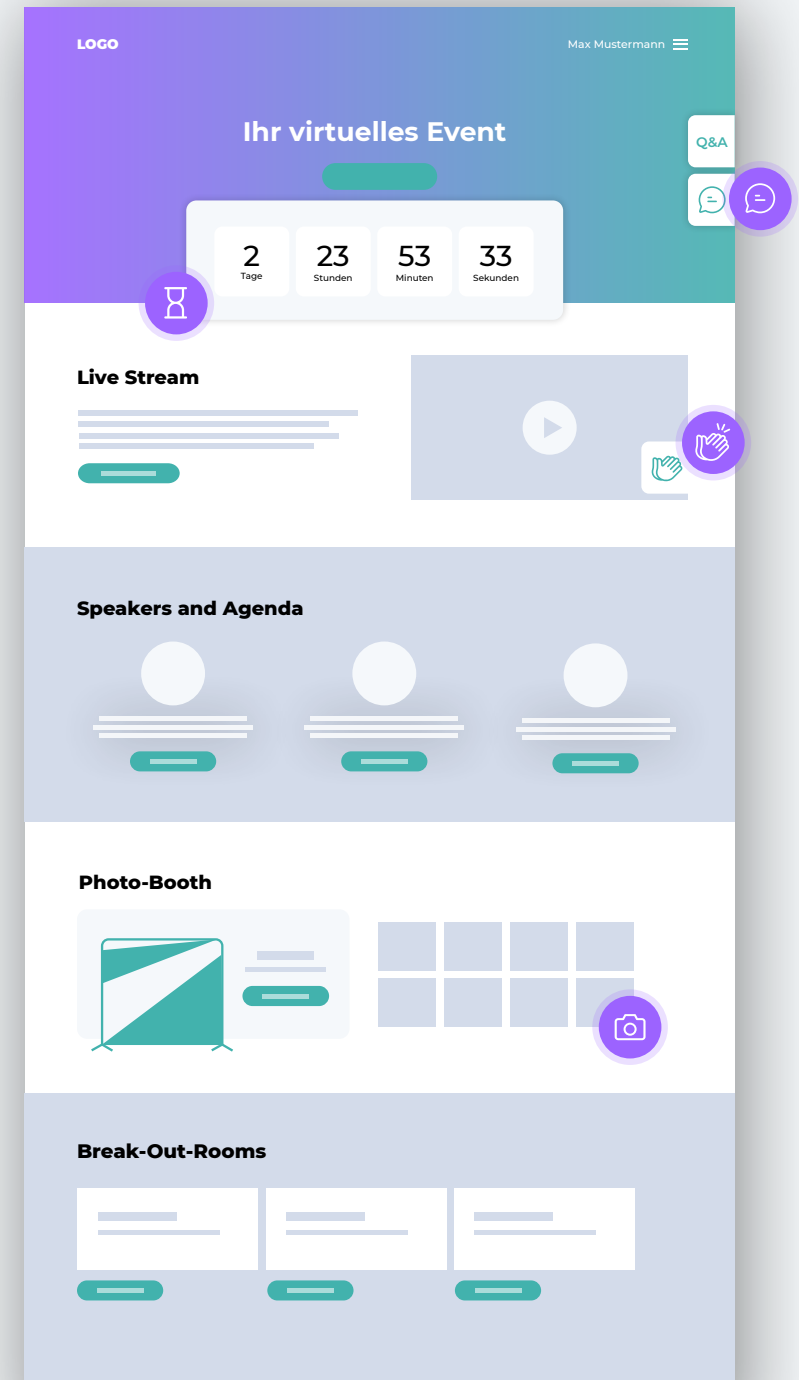 LOGO
Max Mustermann
Ihr virtuelles Event
Q&A
2
Tage
23
Stunden
53
Minuten
33
Sekunden
Live Stream
Speakers and Agenda
Photo-Booth
Break-Out-Rooms